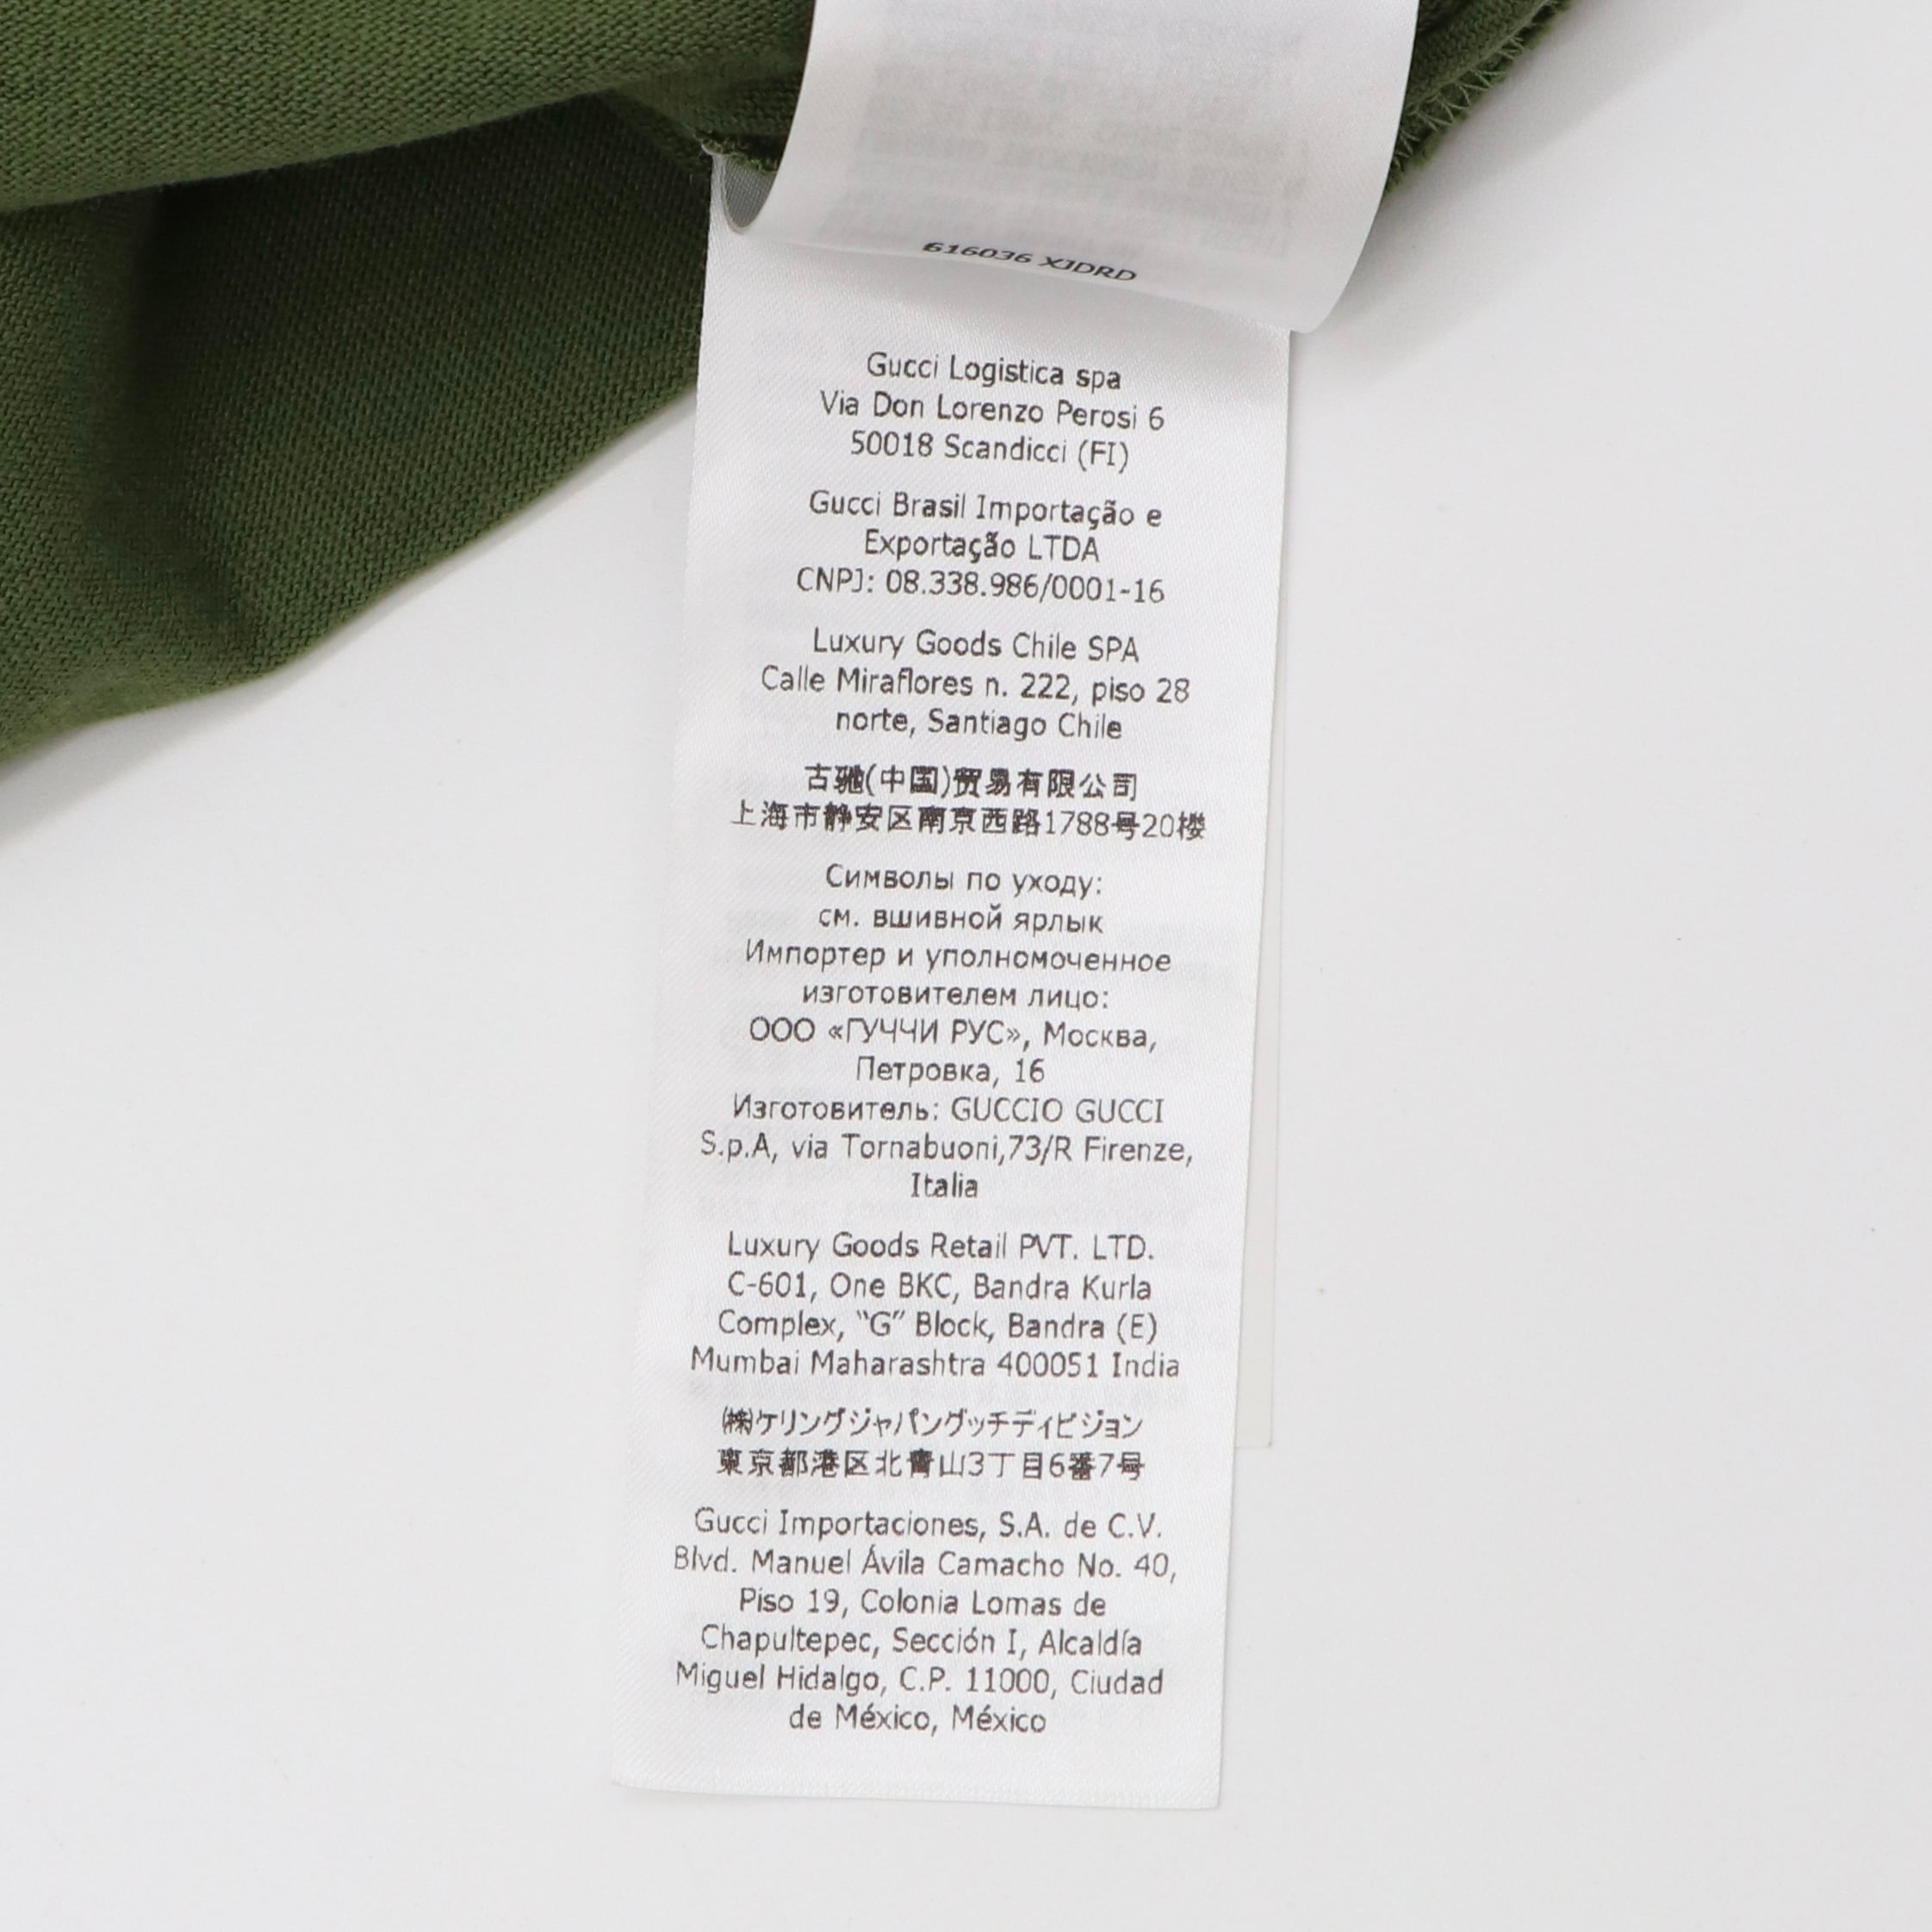 616036 XJDRD
Gucci Logistica spa
Via Don Lorenzo Perosi 6
50018 Scandicci (FI)
Gucci Brasil Importação e
Exportação LTDA
CNPJ: 08.338.986/0001-16
Luxury Goods Chile SPA
Calle Miraflores n. 222, piso 28
norte, Santiago Chile
古驰(中国)贸易有限公司
上海市静安区南京西路1788号20楼
Символы по уходу:
см. вшивной ярлык
Импортер и уполномоченное
изготовителем лицо:
ООО «ГУЧЧИ РУС», Москва,
Петровка, 16
Изготовитель: GUCCIO GUCCI
S.p.A, via Tornabuoni,73/R Firenze,
Italia
Luxury Goods Retail PVT. LTD.
C-601, One BKC, Bandra Kurla
Complex, “G” Block, Bandra (E)
Mumbai Maharashtra 400051 India
㈱ケリングジャパングッチディビジョン
東京都港区北青山3丁目6番7号
Gucci Importaciones, S.A. de C.V.
Blvd. Manuel Ávila Camacho No. 40,
Piso 19, Colonia Lomas de
Chapultepec, Sección I, Alcaldía
Miguel Hidalgo, C.P. 11000, Ciudad
de México, México